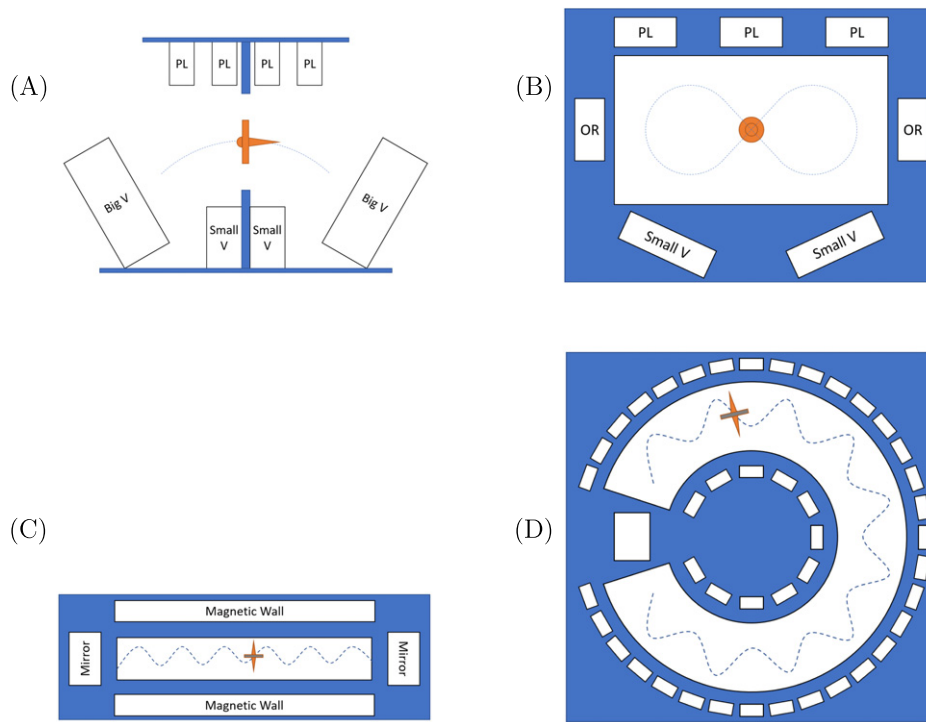 (A)
PL PL PL PL
Big V
Small
V
Small
V
Big V
(B)
PL PL PL
OR OR
Small V Small V
(C)
Magnetic Wall
Mirror
Mirror
Magnetic Wall
(D)